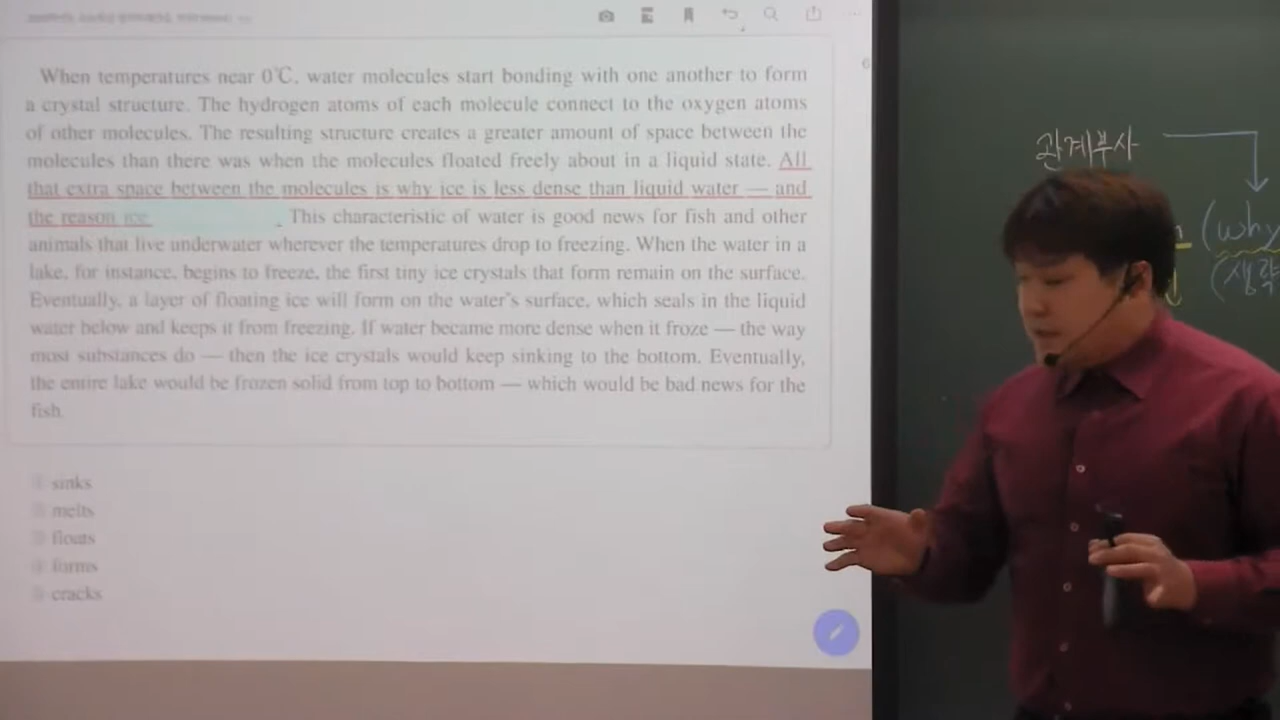 When temperatures near 0℃, water molecules start bonding with one another to form
a crystal structure. The hydrogen atoms of each molecule connect to the oxygen atoms
of other molecules. The resulting structure creates a greater amount of space between the
molecules than there was when the molecules floated freely about in a liquid state. All
that extra space between the molecules is why ice is less dense than liquid water — and
the reason ice . This characteristic of water is good news for fish and other
animals that live underwater wherever the temperatures drop to freezing. When the water in a
lake, for instance, begins to freeze, the first tiny ice crystals that form remain on the surface.
Eventually, a layer of floating ice will form on the water's surface, which seals in the liquid
water below and keeps it from freezing. If water became more dense when it froze — the way
most substances do — then the ice crystals would keep sinking to the bottom. Eventually,
the entire lake would be frozen solid from top to bottom — which would be bad news for the
fish.
sinks
melts
floats
forms
cracks
관계부사
(why
(생략